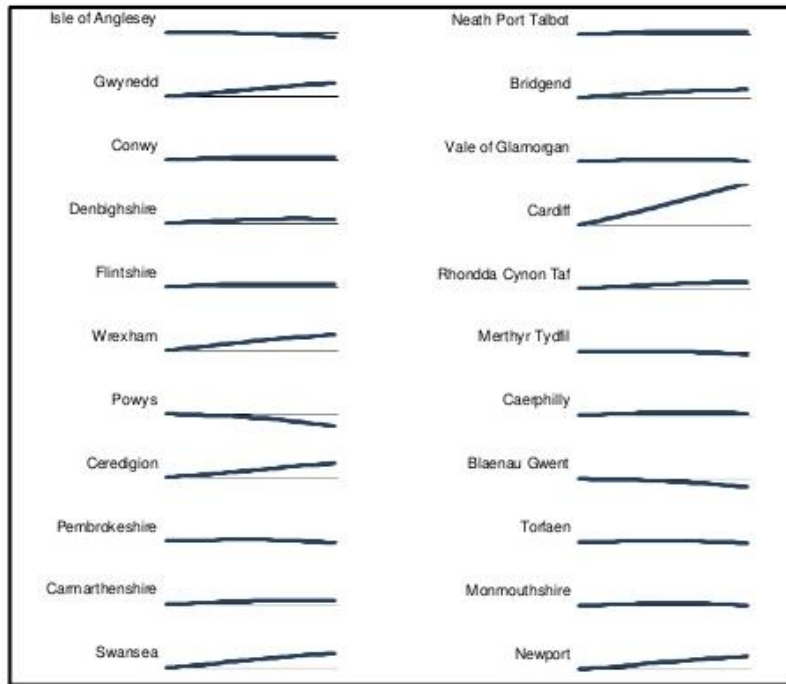 Isle of Anglesey
Gwynedd
Conwy
Denbighshire
Flintshire
Wrexham
Powys
Ceredigion
Pembrokeshire
Carmarthenshire
Swansea
Neath Port Talbot
Bridgend
Vale of Glamorgan
Cardiff
Rhondda Cynon Taf
Merthyr Tydfil
Caerphilly
Blaenau Gwent
Torfaen
Monmouthshire
Newport